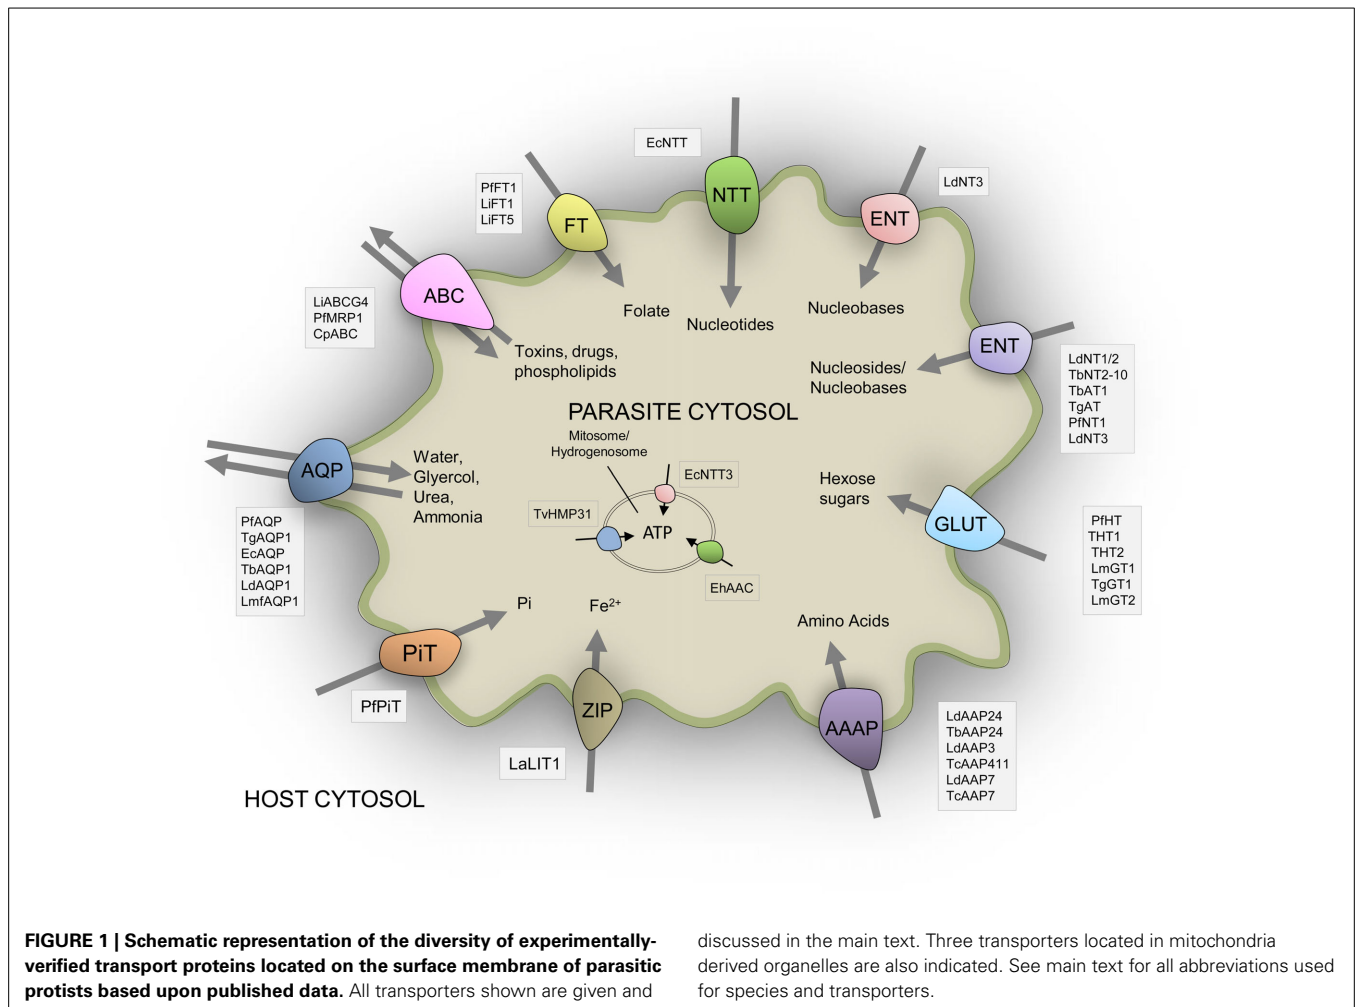 EcNTT
NTT
LdNT3
ENT
PfFT1
LiFT1
LiFT5
FT
ABC
LiABCG4
PfMRP1
CpABC
Folate
Nucleotides
Nucleobases
Toxins, drugs,
phospholipids
ENT
Nucleosides/
Nucleobases
LdNT1/2
TbNT2-10
TbAT1
TgAT
PfNT1
LdNT3
PARASITE CYTOSOL
Mitosome/
Hydrogenosome
EcNTT3
TvHMP31
ATP
EhAAC
AQP
Water,
Glyercol,
Urea,
Ammonia
PfAQP
TgAQP1
EcAQP
TbAQP1
LdAQP1
LmfAQP1
Hexose
sugars
GLUT
PfHT
THT1
THT2
LmGT1
TgGT1
LmGT2
Pi
PiT
PfPiT
Fe2+
ZIP
LaLIT1
Amino Acids
AAAP
LdAAP24
TbAAP24
LdAAP3
TcAAP411
LdAAP7
TcAAP7
HOST CYTOSOL
FIGURE 1 | Schematic representation of the diversity of experimentally-
verified transport proteins located on the surface membrane of parasitic
protists based upon published data. All transporters shown are given and
discussed in the main text. Three transporters located in mitochondria
derived organelles are also indicated. See main text for all abbreviations used
for species and transporters.